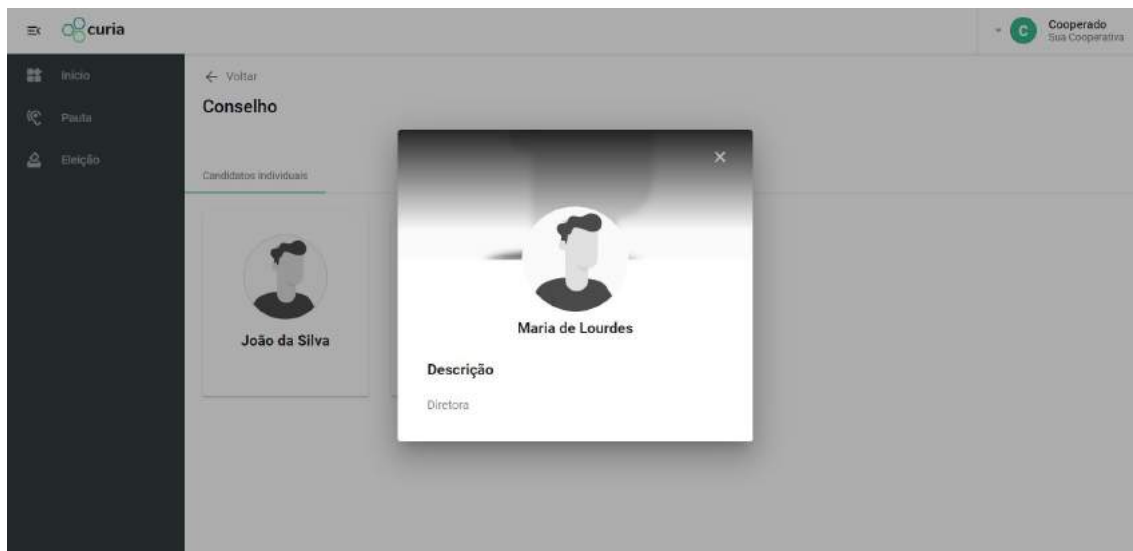 curia
C
Cooperado
Sua Cooperativa
Início
Pauta
Eleição
← Voltar
Conselho
Candidatos individuais
João da Silva
Maria de Lourdes
Descrição
Diretora